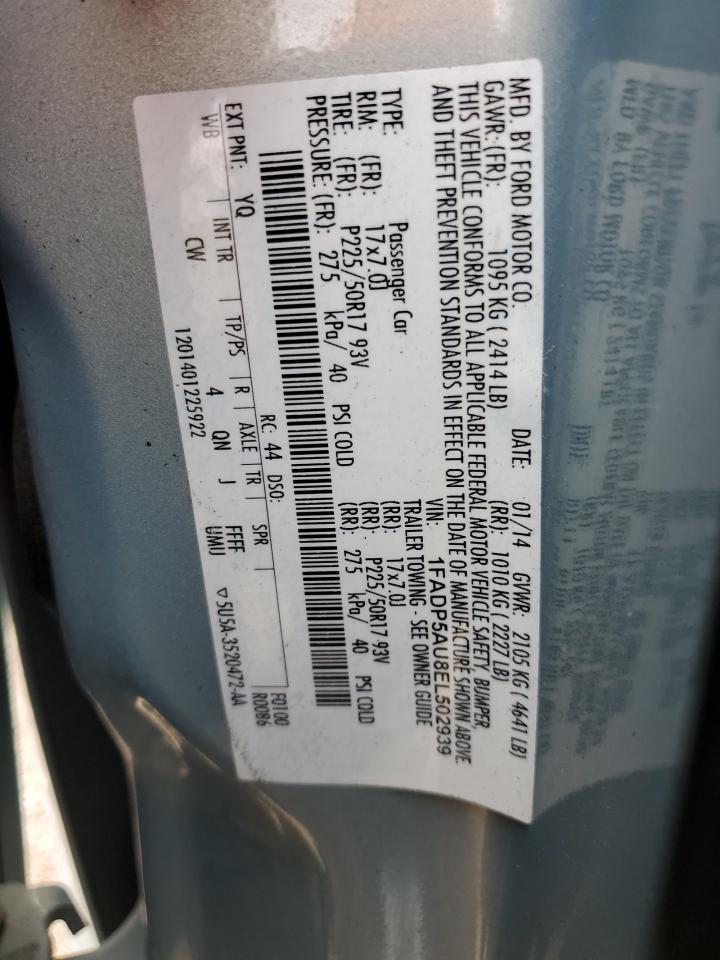 MFD. BY FORD MOTOR CO. DATE: 01/14 GVWR: 2105 KG ( 4641 LB)
GAWR: (FR): 1095 KG ( 2414 LB) (RR): 1010 KG ( 2227 LB)
THIS VEHICLE CONFORMS TO ALL APPLICABLE FEDERAL MOTOR VEHICLE SAFETY, BUMPER,
AND THEFT PREVENTION STANDARDS IN EFFECT ON THE DATE OF MANUFACTURE SHOWN ABOVE.
VIN: 1FADP5AU8EL502939
TYPE: Passenger Car TRAILER TOWING - SEE OWNER GUIDE
RIM: (FR): 17x7.0J (RR): 17x7.0J
TIRE: (FR): P225/50R17 93V (RR): P225/50R17 93V
PRESSURE: (FR): 275 kPa/ 40 PSI COLD (RR): 275 kPa/ 40 PSI COLD
F0100
RC: 44 DSO: R0086
EXT PNT: YQ
WB INT TR TP/PS R AXLE TR SPR
CW 4 QN J FFFF
UMU
1201401225922 ▽5U5A-3520472-AA